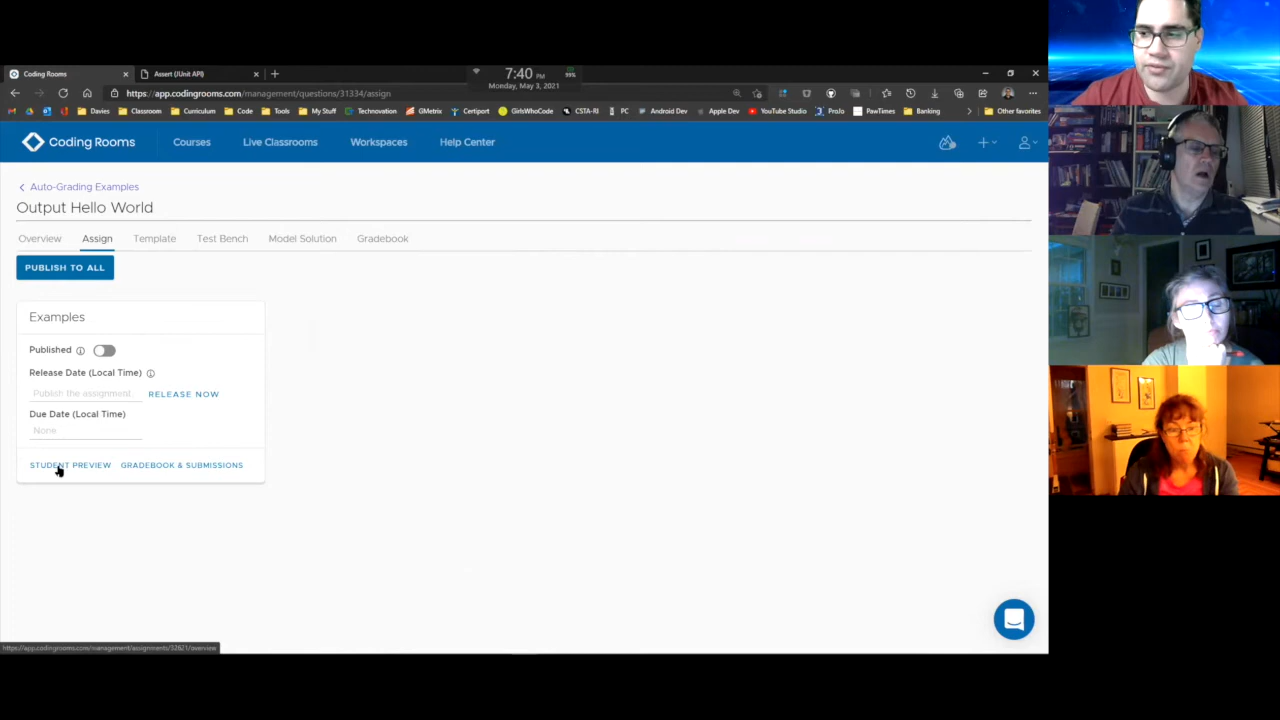 Coding Rooms
Assert (JUnit API)
7:40 PM
99%
Monday, May 3, 2021
https://app.codingrooms.com/management/questions/31334/assign
Davies Classroom Curriculum Code Tools My Stuff Technovation GMetrix Certiport GirlsWhoCode CSTA-RI PC Android Dev Apple Dev YouTube Studio ProJo PawTimes Banking Other favorites
Coding Rooms Courses Live Classrooms Workspaces Help Center
Auto-Grading Examples
Output Hello World
Overview Assign Template Test Bench Model Solution Gradebook
PUBLISH TO ALL
Examples
Published
Release Date (Local Time)
Publish the assignment. RELEASE NOW
Due Date (Local Time)
None
STUDENT PREVIEW GRADEBOOK & SUBMISSIONS
https://app.codingrooms.com/management/assignments/32821/overview